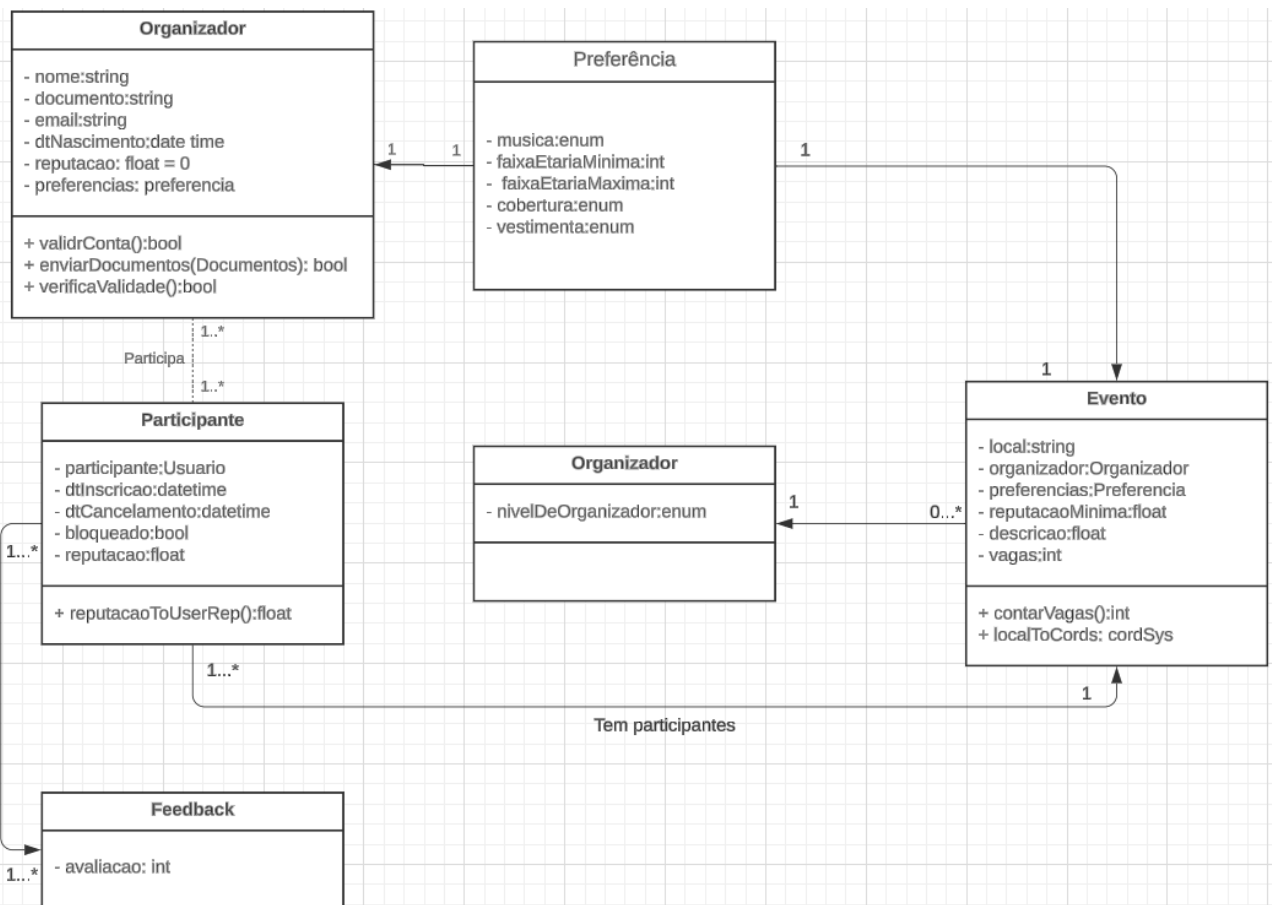 Organizador
- nome:string
- documento:string
- email:string
- dtNascimento:date time
- reputacao: float = 0
- preferencias: preferencia
+ validrConta():bool
+ enviarDocumentos(Documentos): bool
+ verificaValidade():bool
Preferência
- musica:enum
- faixaEtariaMinima:int
- faixaEtariaMaxima:int
- cobertura:enum
- vestimenta:enum
1
1
1
1..*
Participa
1..*
1
Participante
- participante:Usuario
- dtInscricao:datetime
- dtCancelamento:datetime
- bloqueado:bool
- reputacao:float
+ reputacaoToUserRep():float
Organizador
- nivelDeOrganizador:enum
1
0...*
Evento
- local:string
- organizador:Organizador
- preferencias:Preferencia
- reputacaoMinima:float
- descricao:float
- vagas:int
+ contarVagas():int
+ localToCords: cordSys
1...*
1...*
1
Tem participantes
Feedback
- avaliacao: int
1...*